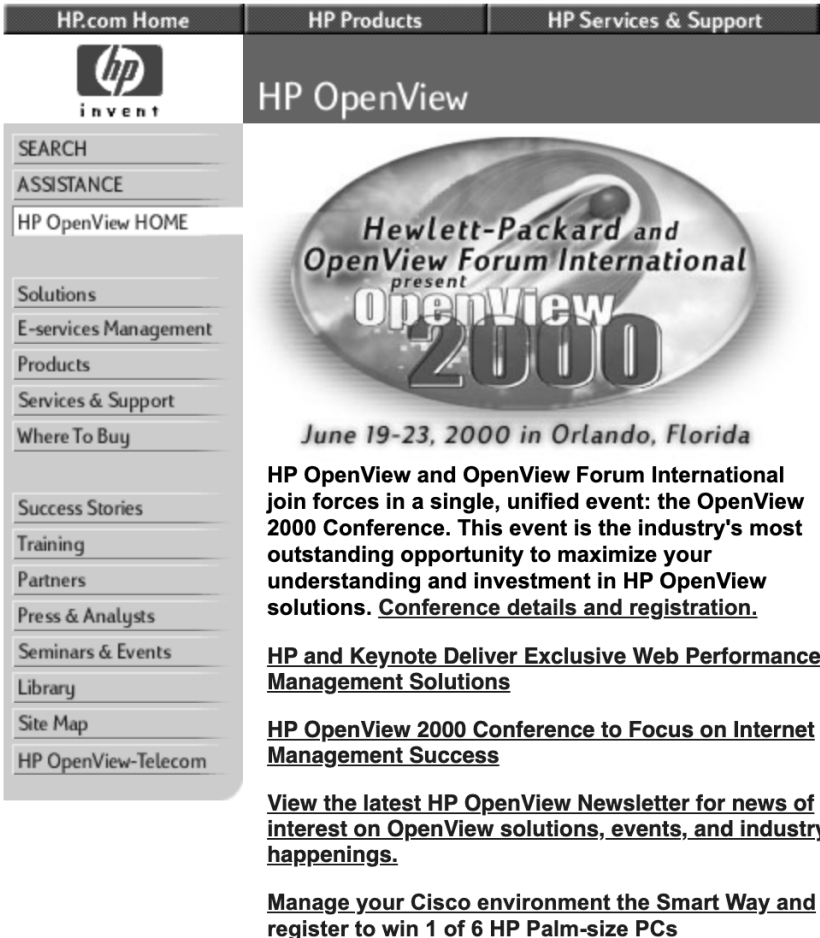 HP.com Home
HP Products
HP Services & Support
hp
invent
HP OpenView
SEARCH
ASSISTANCE
HP OpenView HOME
Solutions
E-services Management
Products
Services & Support
Where To Buy
Success Stories
Training
Partners
Press & Analysts
Seminars & Events
Library
Site Map
HP OpenView-Telecom
Hewlett-Packard and
OpenView Forum International
present
OpenView
2000
June 19-23, 2000 in Orlando, Florida
HP OpenView and OpenView Forum International
join forces in a single, unified event: the OpenView
2000 Conference. This event is the industry's most
outstanding opportunity to maximize your
understanding and investment in HP OpenView
solutions. Conference details and registration.
HP and Keynote Deliver Exclusive Web Performance
Management Solutions
HP OpenView 2000 Conference to Focus on Internet
Management Success
View the latest HP OpenView Newsletter for news of
interest on OpenView solutions, events, and industry
happenings.
Manage your Cisco environment the Smart Way and
register to win 1 of 6 HP Palm-size PCs